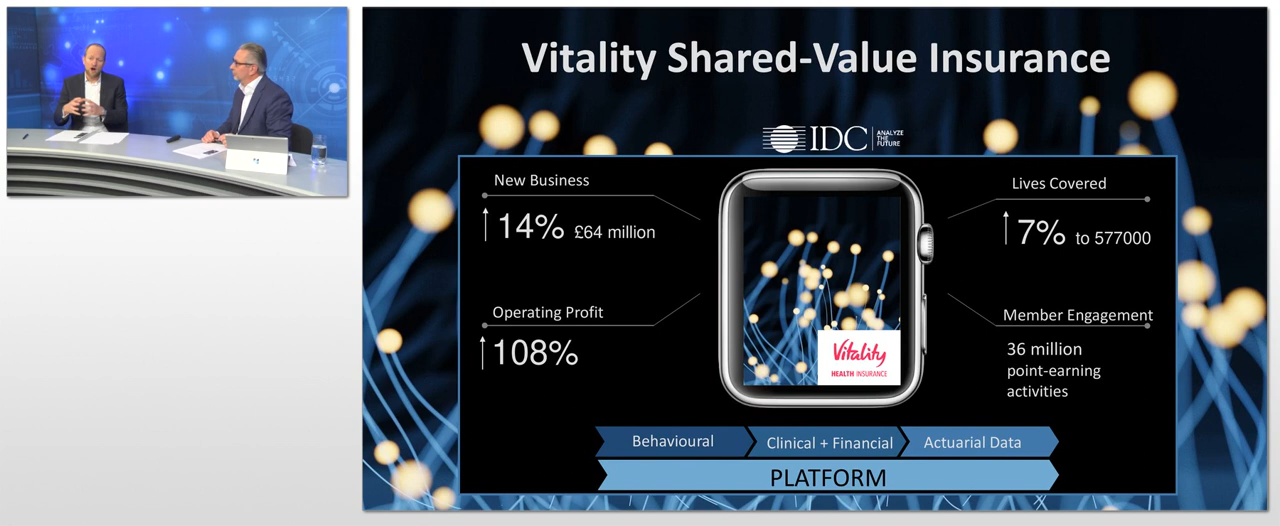 Vitality Shared-Value Insurance
IDC
ANALYZE
THE
FUTURE
New Business
14% £64 million
Operating Profit
108%
Lives Covered
7% to 577000
Member Engagement
36 million
point-earning
activities
Vitality
HEALTH INSURANCE
Behavioural
Clinical + Financial
Actuarial Data
PLATFORM